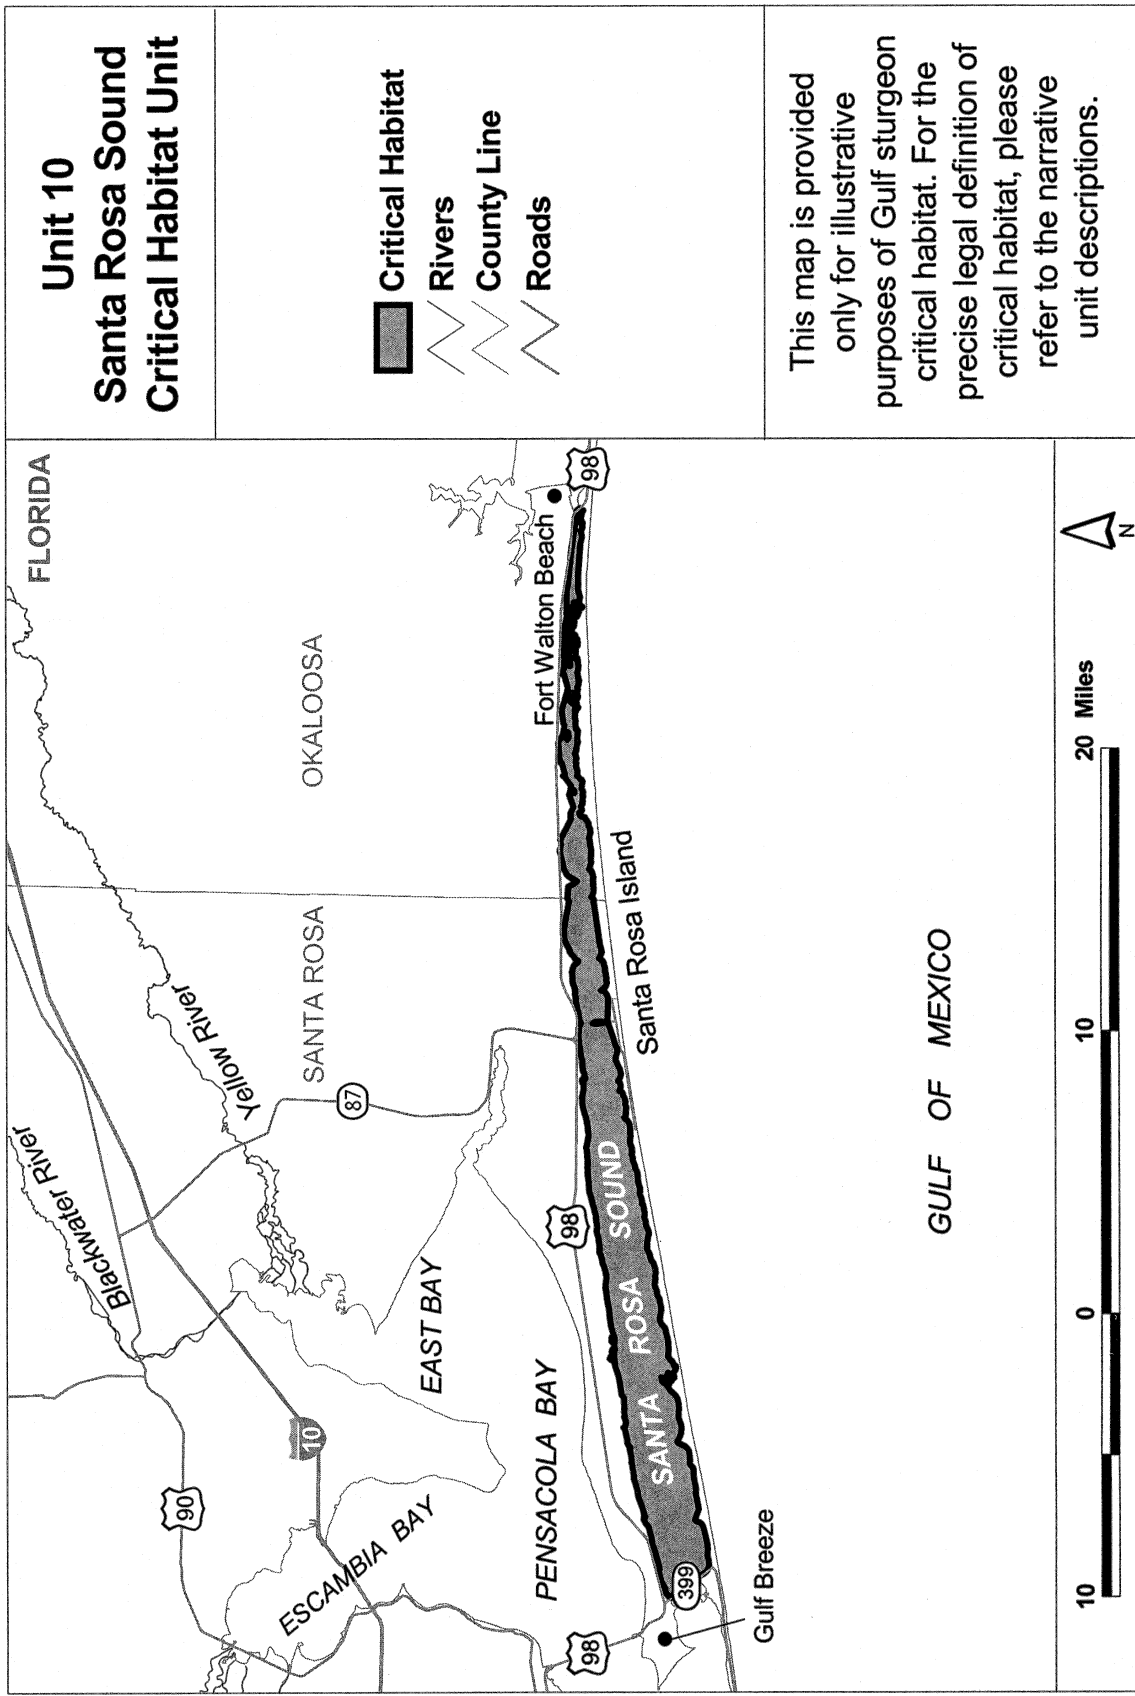 Unit 10
Santa Rosa Sound
Critical Habitat Unit
Critical Habitat
Rivers
County Line
Roads
This map is provided
only for illustrative
purposes of Gulf sturgeon
critical habitat. For the
precise legal definition of
critical habitat, please
refer to the narrative
unit descriptions.
FLORIDA
Blackwater River
Yellow River
90
10
87
SANTA ROSA
OKALOOSA
ESCAMBIA BAY
EAST BAY
PENSACOLA BAY
98
98
98
Fort Walton Beach
399
SANTA ROSA SOUND
Santa Rosa Island
Gulf Breeze
GULF OF MEXICO
10
0
10
20 Miles
N